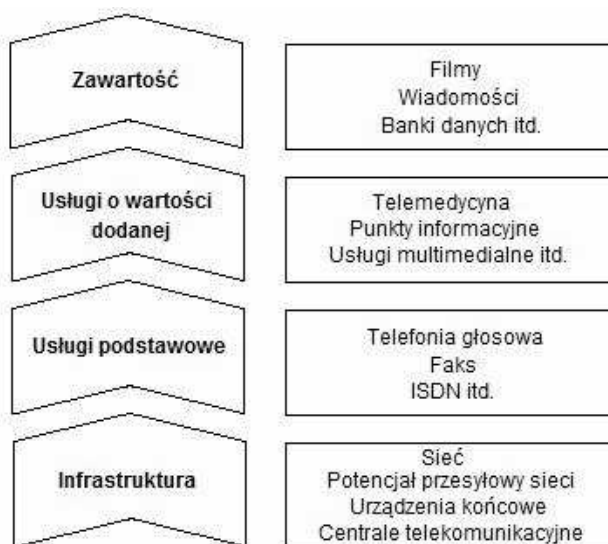 Zawartość
Filmy
Wiadomości
Banki danych itd.
Usługi o wartości
dodanej
Telemedycyna
Punkty informacyjne
Usługi multimedialne itd.
Usługi podstawowe
Telefonia głosowa
Faks
ISDN itd.
Infrastruktura
Sieć
Potencjał przesyłowy sieci
Urządzenia końcowe
Centrale telekomunikacyjne